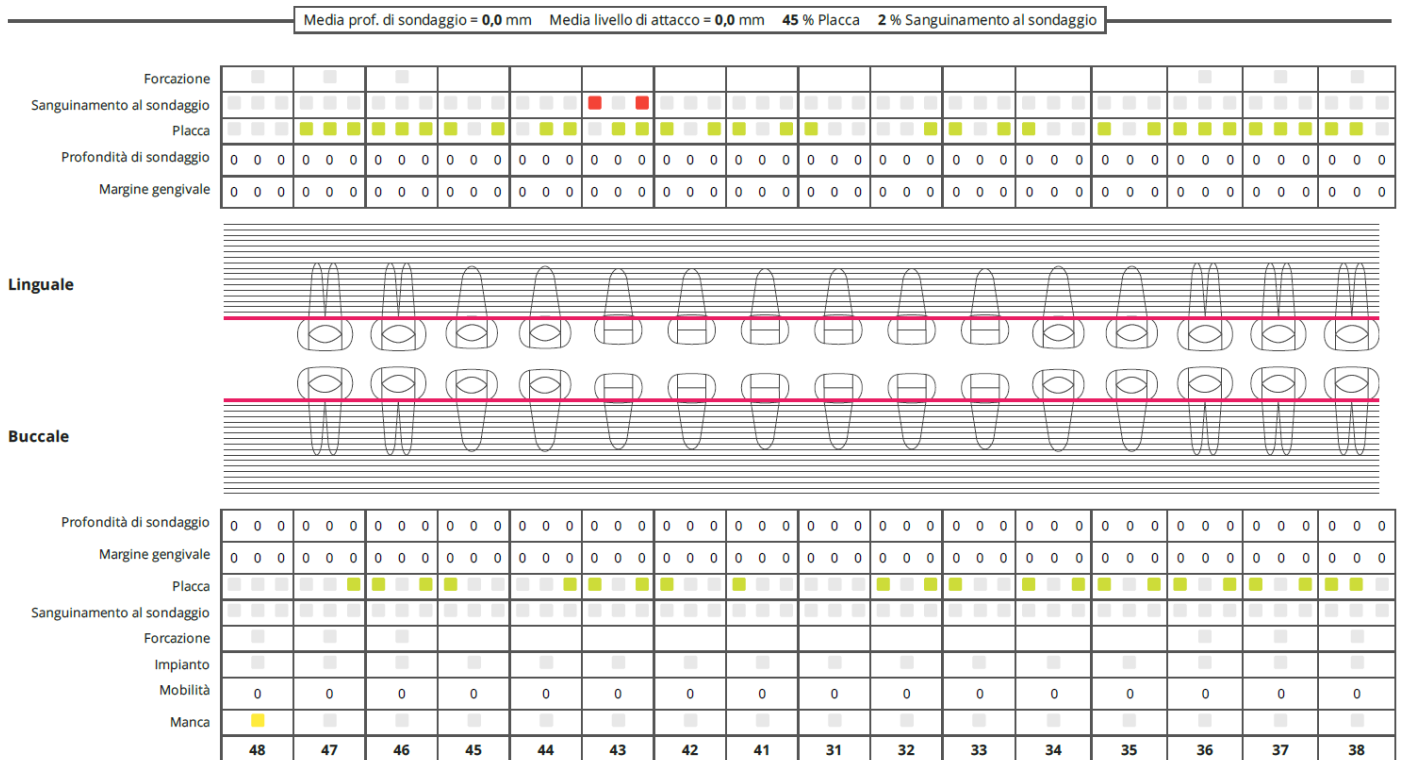 Media prof. di sondaggio = 0,0 mm Media livello di attacco = 0,0 mm 45 % Placca 2 % Sanguinamento al sondaggio
Forcazione
Sanguinamento al sondaggio
Placca
Profondità di sondaggio 0 0 0 0 0 0 0 0 0 0 0 0 0 0 0 0 0 0 0 0 0 0 0 0 0 0 0 0 0 0 0 0 0 0 0 0 0 0 0 0 0 0 0 0 0 0 0 0
Margine gengivale 0 0 0 0 0 0 0 0 0 0 0 0 0 0 0 0 0 0 0 0 0 0 0 0 0 0 0 0 0 0 0 0 0 0 0 0 0 0 0 0 0 0 0 0 0 0 0 0
Linguale
Buccale
Profondità di sondaggio 0 0 0 0 0 0 0 0 0 0 0 0 0 0 0 0 0 0 0 0 0 0 0 0 0 0 0 0 0 0 0 0 0 0 0 0 0 0 0 0 0 0 0 0 0 0 0 0
Margine gengivale 0 0 0 0 0 0 0 0 0 0 0 0 0 0 0 0 0 0 0 0 0 0 0 0 0 0 0 0 0 0 0 0 0 0 0 0 0 0 0 0 0 0 0 0 0 0 0 0
Placca
Sanguinamento al sondaggio
Forcazione
Impianto
Mobilità 0 0 0 0 0 0 0 0 0 0 0 0 0 0 0 0
Manca
48 47 46 45 44 43 42 41 31 32 33 34 35 36 37 38